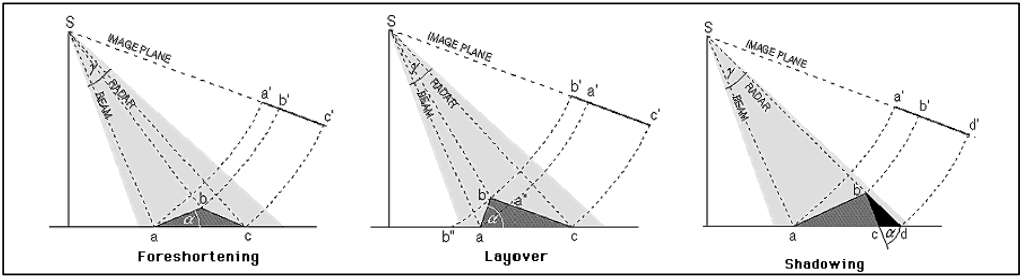 S
IMAGE PLANE
γ
RADAR
BEAM
a' b' c'
b
α
a c
Foreshortening
S
IMAGE PLANE
γ
RADAR
BEAM
b' a' c'
b a"
α
b" a c
Layover
S
IMAGE PLANE
γ
RADAR
BEAM
a' b' d'
b
a c α d
Shadowing